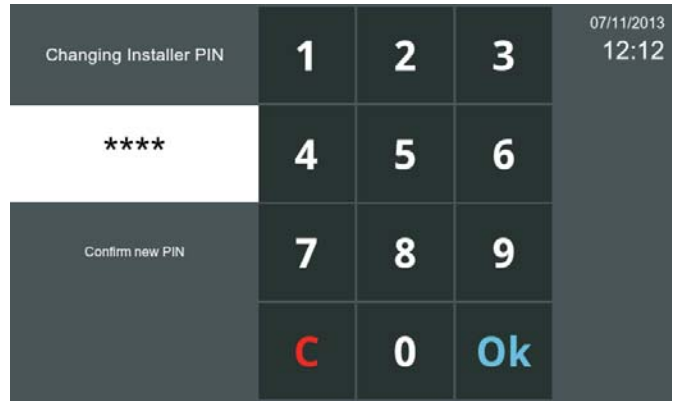 Changing Installer PIN
1 2 3
07/11/2013
12:12
****
4 5 6
Confirm new PIN
7 8 9
C 0 Ok